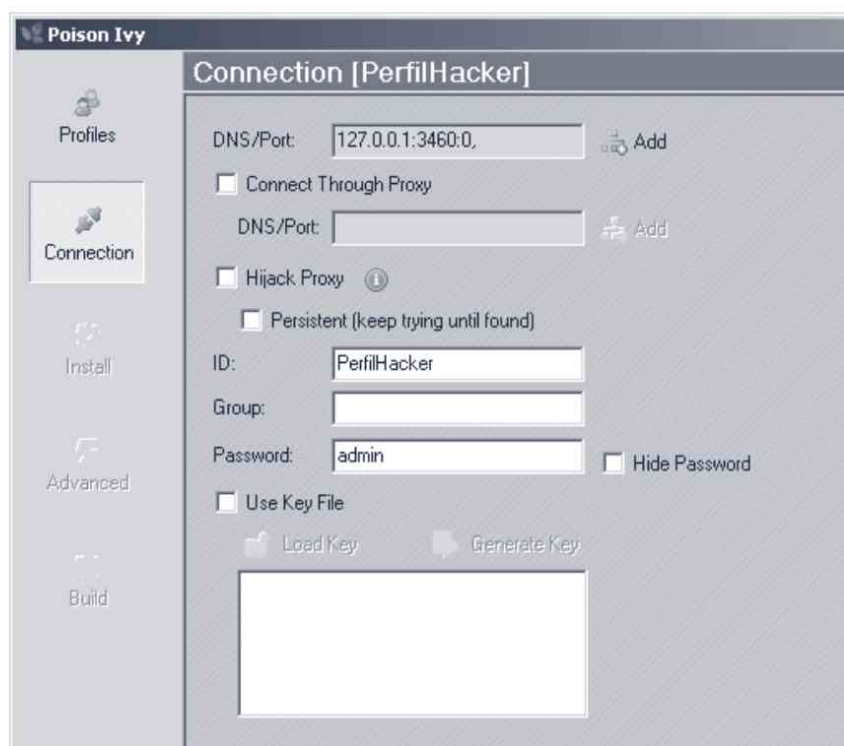 Poison Ivy
Connection [PerfilHacker]
Profiles
DNS/Port: 127.0.0.1:3460:0, Add
Connect Through Proxy
Connection
DNS/Port: Add
Hijack Proxy
Persistent (keep trying until found)
Install
ID: PerfilHacker
Group:
Password: admin Hide Password
Advanced
Use Key File
Load Key Generate Key
Build